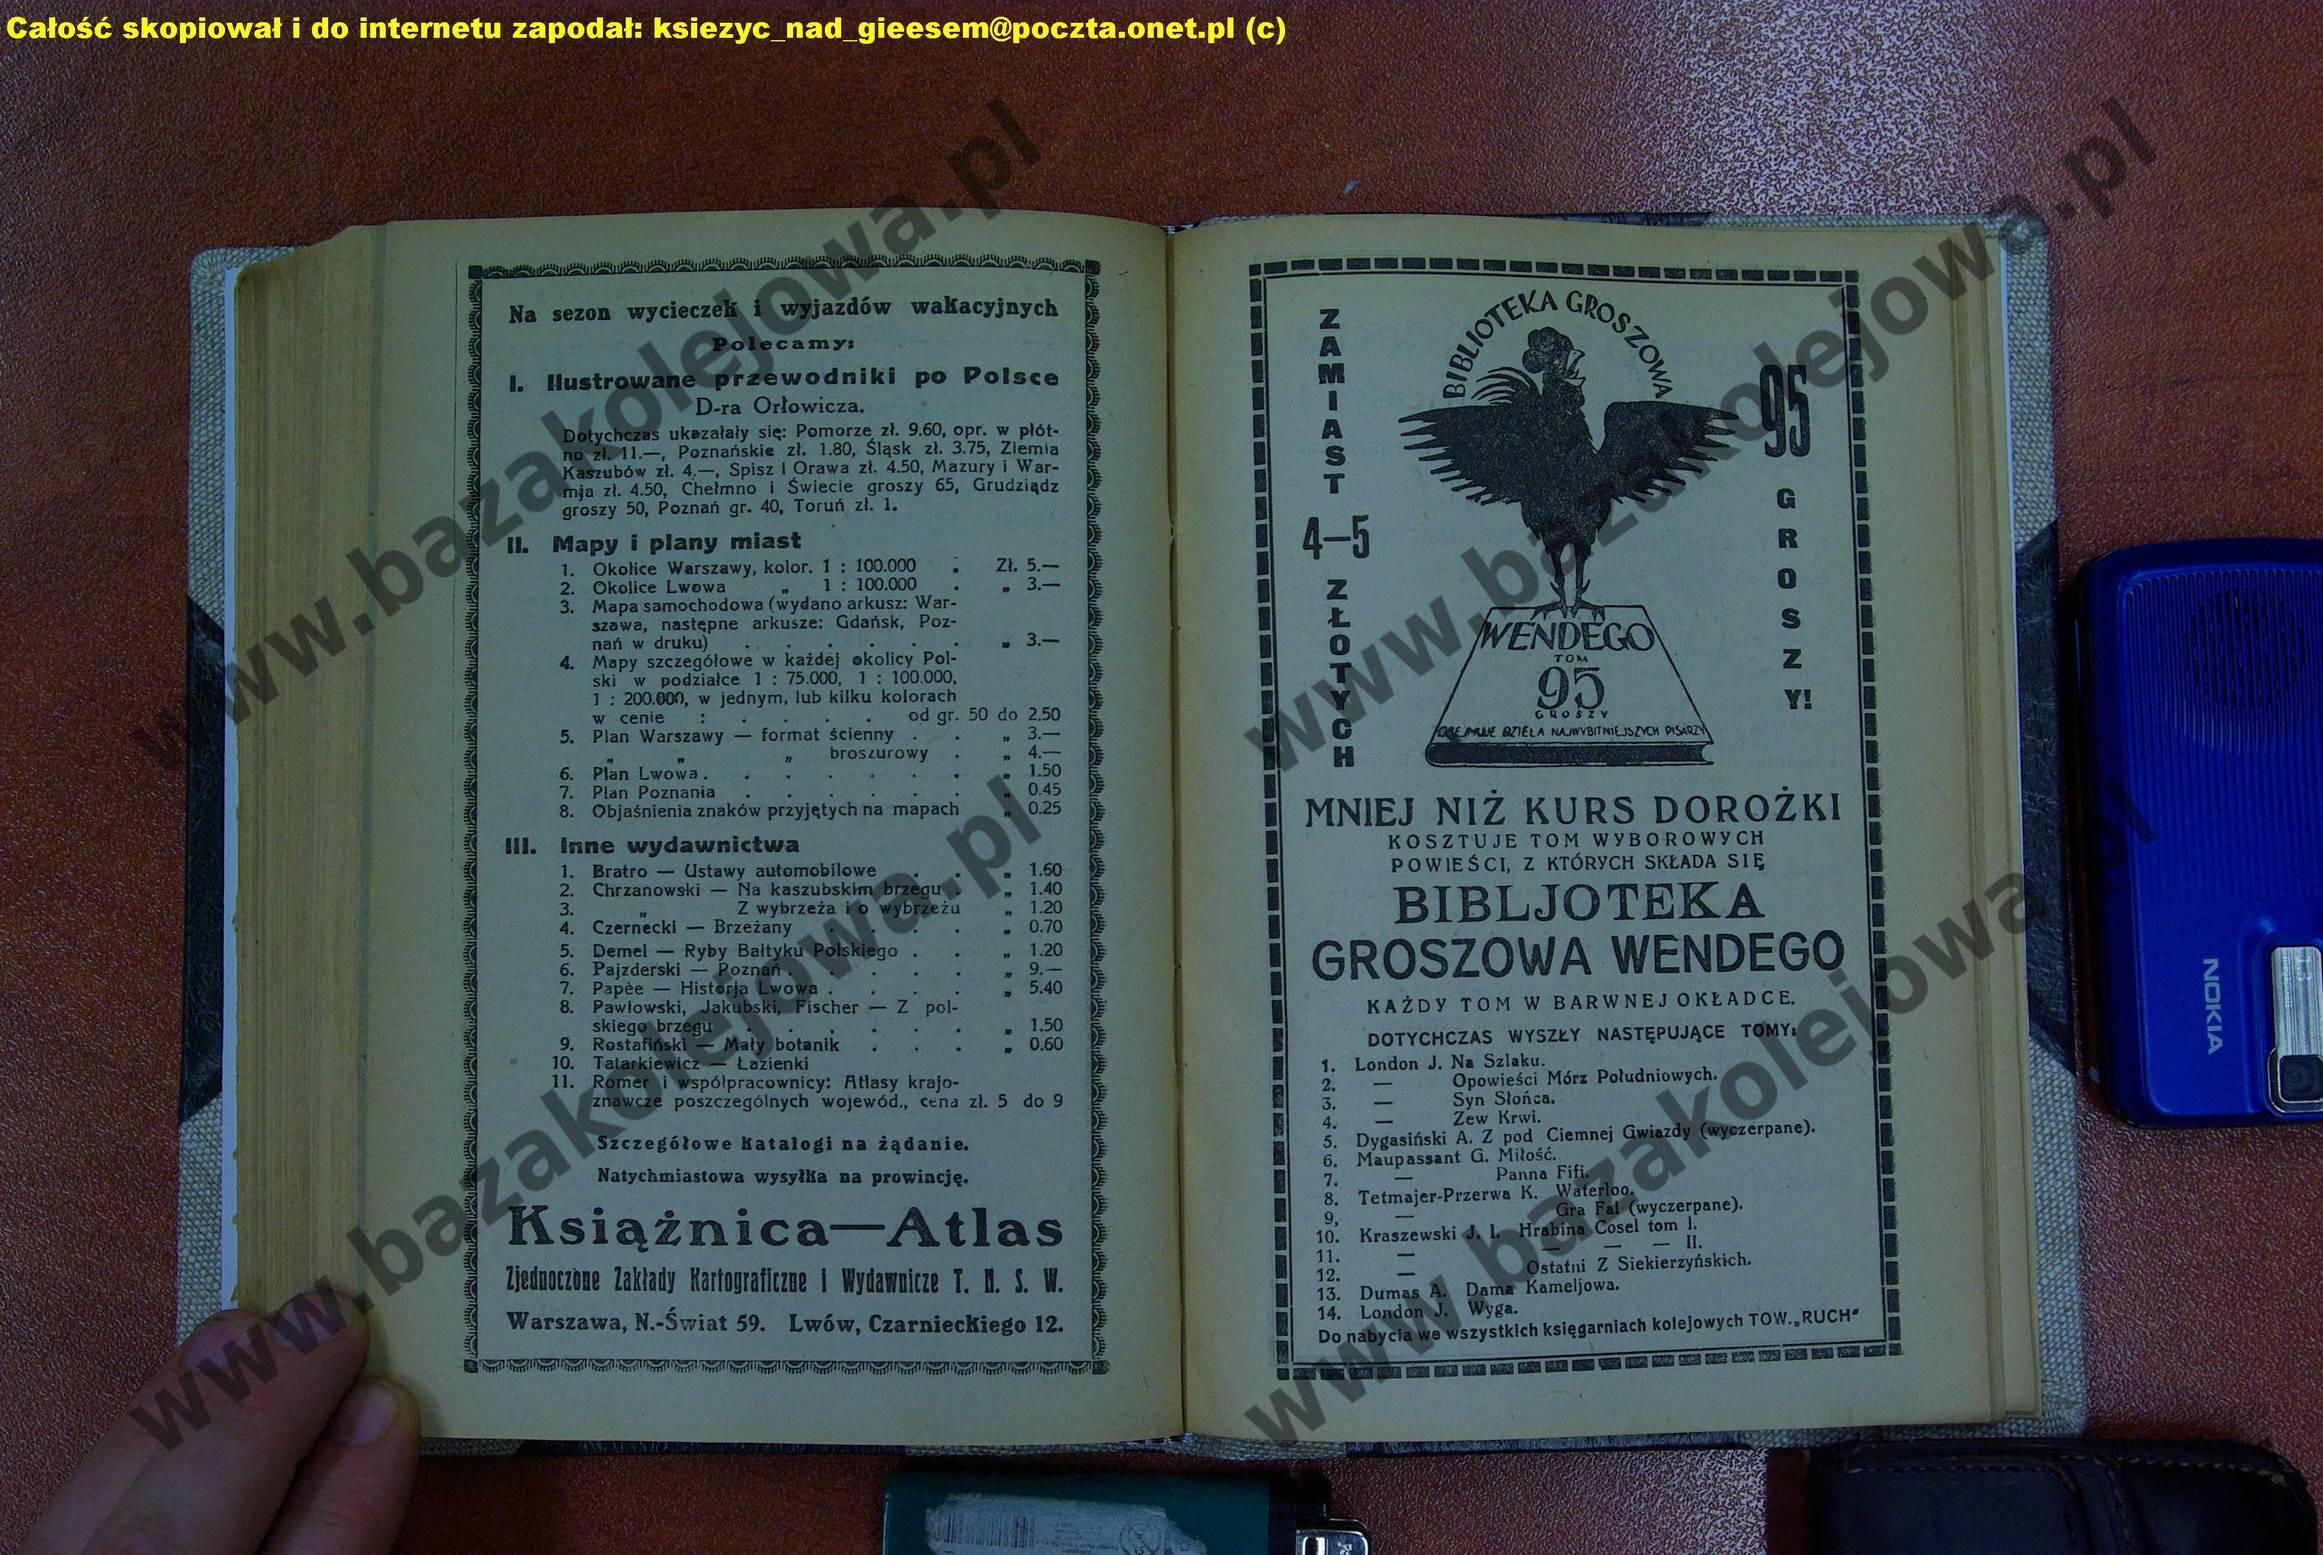 Całość skopiował i do internetu zapodał: ksiezyc_nad_gieesem@poczta.onet.pl (c)
Na sezon wycieczek i wyjazdów wakacyjnych
Polecamy:
I. Ilustrowane przewodniki po Polsce
D-ra Orłowicza.
Dotychczas ukazałały się: Pomorze zł. 9.60, opr. w płót-
no zł. 11.—, Poznańskie zł. 1.80, Śląsk zł. 3.75, Ziemia
Kaszubów zł. 4.—, Spisz i Orawa zł. 4.50, Mazury i War-
mja zł. 4.50, Chełmno i Świecie groszy 65, Grudziądz
groszy 50, Poznań gr. 40, Toruń zł. 1.
II. Mapy i plany miast
1. Okolice Warszawy, kolor. 1 : 100.000 . Zł. 5.—
2. Okolice Lwowa „ 1 : 100.000 . „ 3.—
3. Mapa samochodowa (wydano arkusz: War-
szawa, następne arkusze: Gdańsk, Poz-
nań w druku) . . . . . . „ 3.—
4. Mapy szczegółowe w każdej okolicy Pol-
ski w podziałce 1 : 75.000, 1 : 100.000,
1 : 200.000, w jednym, lub kilku kolorach
w cenie : . . . . od gr. 50 do 2.50
5. Plan Warszawy — format ścienny . . „ 3.—
„ „ „ broszurowy . „ 4.—
6. Plan Lwowa . . . . . . . „ 1.50
7. Plan Poznania . . . . . . „ 0.45
8. Objaśnienia znaków przyjętych na mapach „ 0.25
III. Inne wydawnictwa
1. Bratro — Ustawy automobilowe . . „ 1.60
2. Chrzanowski — Na kaszubskim brzegu . „ 1.40
3. „ Z wybrzeża i o wybrzeżu „ 1.20
4. Czernecki — Brzeżany . . . „ 0.70
5. Demel — Ryby Bałtyku Polskiego . . „ 1.20
6. Pajzderski — Poznań . . . . . „ 9.—
7. Papèe — Historja Lwowa . . . . „ 5.40
8. Pawłowski, Jakubski, Fischer — Z pol-
skiego brzegu . . . . . . „ 1.50
9. Rostafiński — Mały botanik . . . „ 0.60
10. Tatarkiewicz — Łazienki
11. Romer i współpracownicy: Atlasy krajo-
znawcze poszczególnych wojewód., cena zł. 5 do 9
Szczegółowe katalogi na żądanie.
Natychmiastowa wysyłka na prowincję.
Książnica—Atlas
Zjednoczone Zakłady Kartograficzne i Wydawnicze T. N. S. W.
Warszawa, N.-Świat 59. Lwów, Czarnieckiego 12.
ZAMIAST
4—5
ZŁOTYCH
BIBLIOTEKA GROSZOWA
95
GROSZY!
WENDEGO
TOM
95
GROSZY
OBEJMUJE DZIEŁA NAJWYBITNIEJSZYCH PISARZY
MNIEJ NIŻ KURS DOROŻKI
KOSZTUJE TOM WYBOROWYCH
POWIEŚCI, Z KTÓRYCH SKŁADA SIĘ
BIBLJOTEKA
GROSZOWA WENDEGO
KAŻDY TOM W BARWNEJ OKŁADCE.
DOTYCHCZAS WYSZŁY NASTĘPUJĄCE TOMY:
1. London J. Na Szlaku.
2. — Opowieści Mórz Południowych.
3. — Syn Słońca.
4. — Zew Krwi.
5. Dygasiński A. Z pod Ciemnej Gwiazdy (wyczerpane).
6. Maupassant G. Miłość.
7. — Panna Fifi.
8. Tetmajer-Przerwa K. Waterloo.
9, — Gra Fal (wyczerpane).
10. Kraszewski J. I. Hrabina Cosel tom I.
11. — — — — II.
12. — Ostatni Z Siekierzyńskich.
13. Dumas A. Dama Kameljowa.
14. London J. Wyga.
Do nabycia we wszystkich księgarniach kolejowych TOW. „RUCH“
NOKIA
www.bazakolejowa.pl
www.bazakolejowa.pl
www.bazakolejowa.pl
www.bazakolejowa.pl